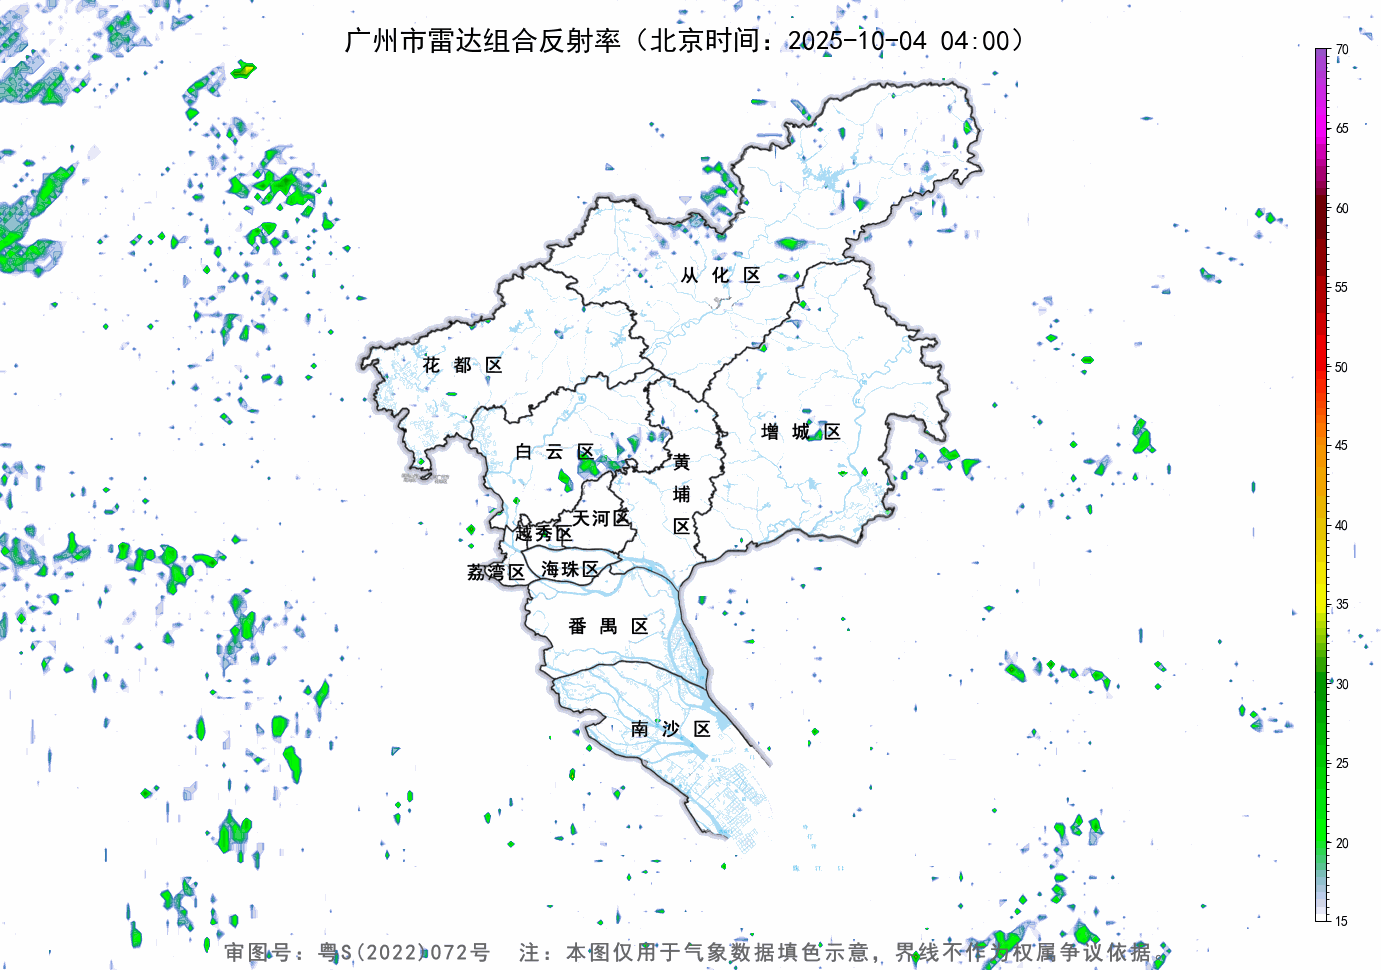 广州市雷达组合反射率（北京时间：2025-10-04 04:00）
70
65
60
55
50
45
40
35
30
25
20
15
从化区
花都区
增城区
白云区
黄埔区
天河区
越秀区
海珠区
荔湾区
番禺区
南沙区
审图号：粤S(2022)072号 注：本图仅用于气象数据填色示意，界线不作为权属争议依据。